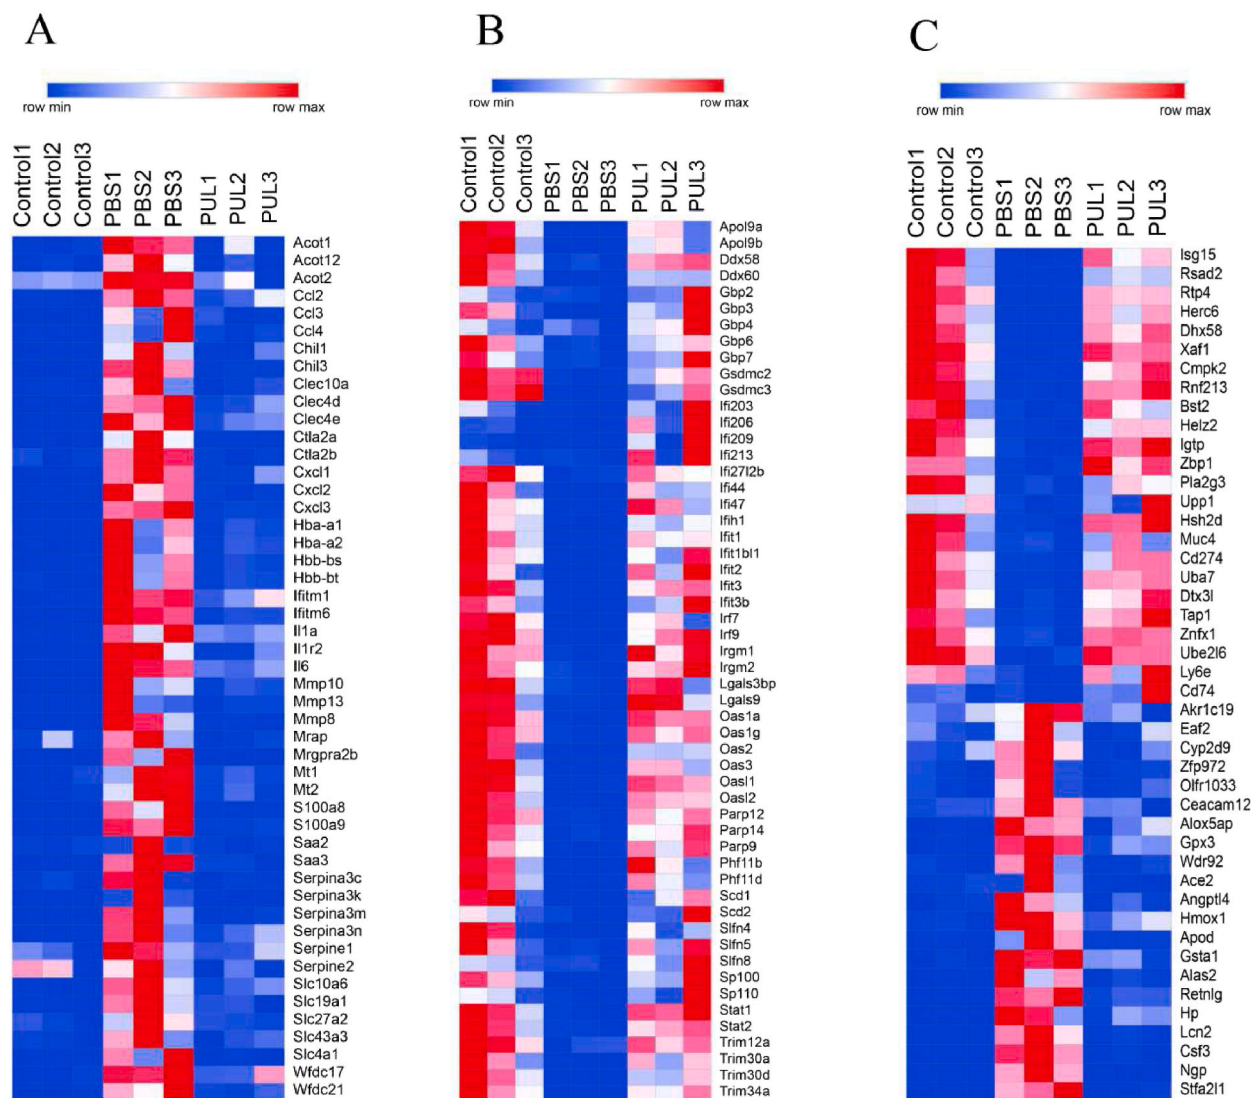 A
row min row max
Control1 Control2 Control3 PBS1 PBS2 PBS3 PUL1 PUL2 PUL3
Acot1
Acot12
Acot2
Ccl2
Ccl3
Ccl4
Chil1
Chil3
Clec10a
Clec4d
Clec4e
Ctla2a
Ctla2b
Cxcl1
Cxcl2
Cxcl3
Hba-a1
Hba-a2
Hbb-bs
Hbb-bt
Ifitm1
Ifitm6
Il1a
Il1r2
Il6
Mmp10
Mmp13
Mmp8
Mrap
Mrgpra2b
Mt1
Mt2
S100a8
S100a9
Saa2
Saa3
Serpina3c
Serpina3k
Serpina3m
Serpina3n
Serpine1
Serpine2
Slc10a6
Slc19a1
Slc27a2
Slc43a3
Slc4a1
Wfdc17
Wfdc21
B
row min row max
Control1 Control2 Control3 PBS1 PBS2 PBS3 PUL1 PUL2 PUL3
Apol9a
Apol9b
Ddx58
Ddx60
Gbp2
Gbp3
Gbp4
Gbp6
Gbp7
Gsdmc2
Gsdmc3
Ifi203
Ifi206
Ifi209
Ifi213
Ifi27l2b
Ifi44
Ifi47
Ifih1
Ifit1
Ifit1bl1
Ifit2
Ifit3
Ifit3b
Irf7
Irf9
Irgm1
Irgm2
Lgals3bp
Lgals9
Oas1a
Oas1g
Oas2
Oas3
Oasl1
Oasl2
Parp12
Parp14
Parp9
Phf11b
Phf11d
Scd1
Scd2
Slfn4
Slfn5
Slfn8
Sp100
Sp110
Stat1
Stat2
Trim12a
Trim30a
Trim30d
Trim34a
C
row min row max
Control1 Control2 Control3 PBS1 PBS2 PBS3 PUL1 PUL2 PUL3
Isg15
Rsad2
Rtp4
Herc6
Dhx58
Xaf1
Cmpk2
Rnf213
Bst2
Helz2
Igtp
Zbp1
Pla2g3
Upp1
Hsh2d
Muc4
Cd274
Uba7
Dtx3l
Tap1
Znfx1
Ube2l6
Ly6e
Cd74
Akr1c19
Eaf2
Cyp2d9
Zfp972
Olfr1033
Ceacam12
Alox5ap
Gpx3
Wdr92
Ace2
Angptl4
Hmox1
Apod
Gsta1
Alas2
Retnlg
Hp
Lcn2
Csf3
Ngp
Stfa2l1